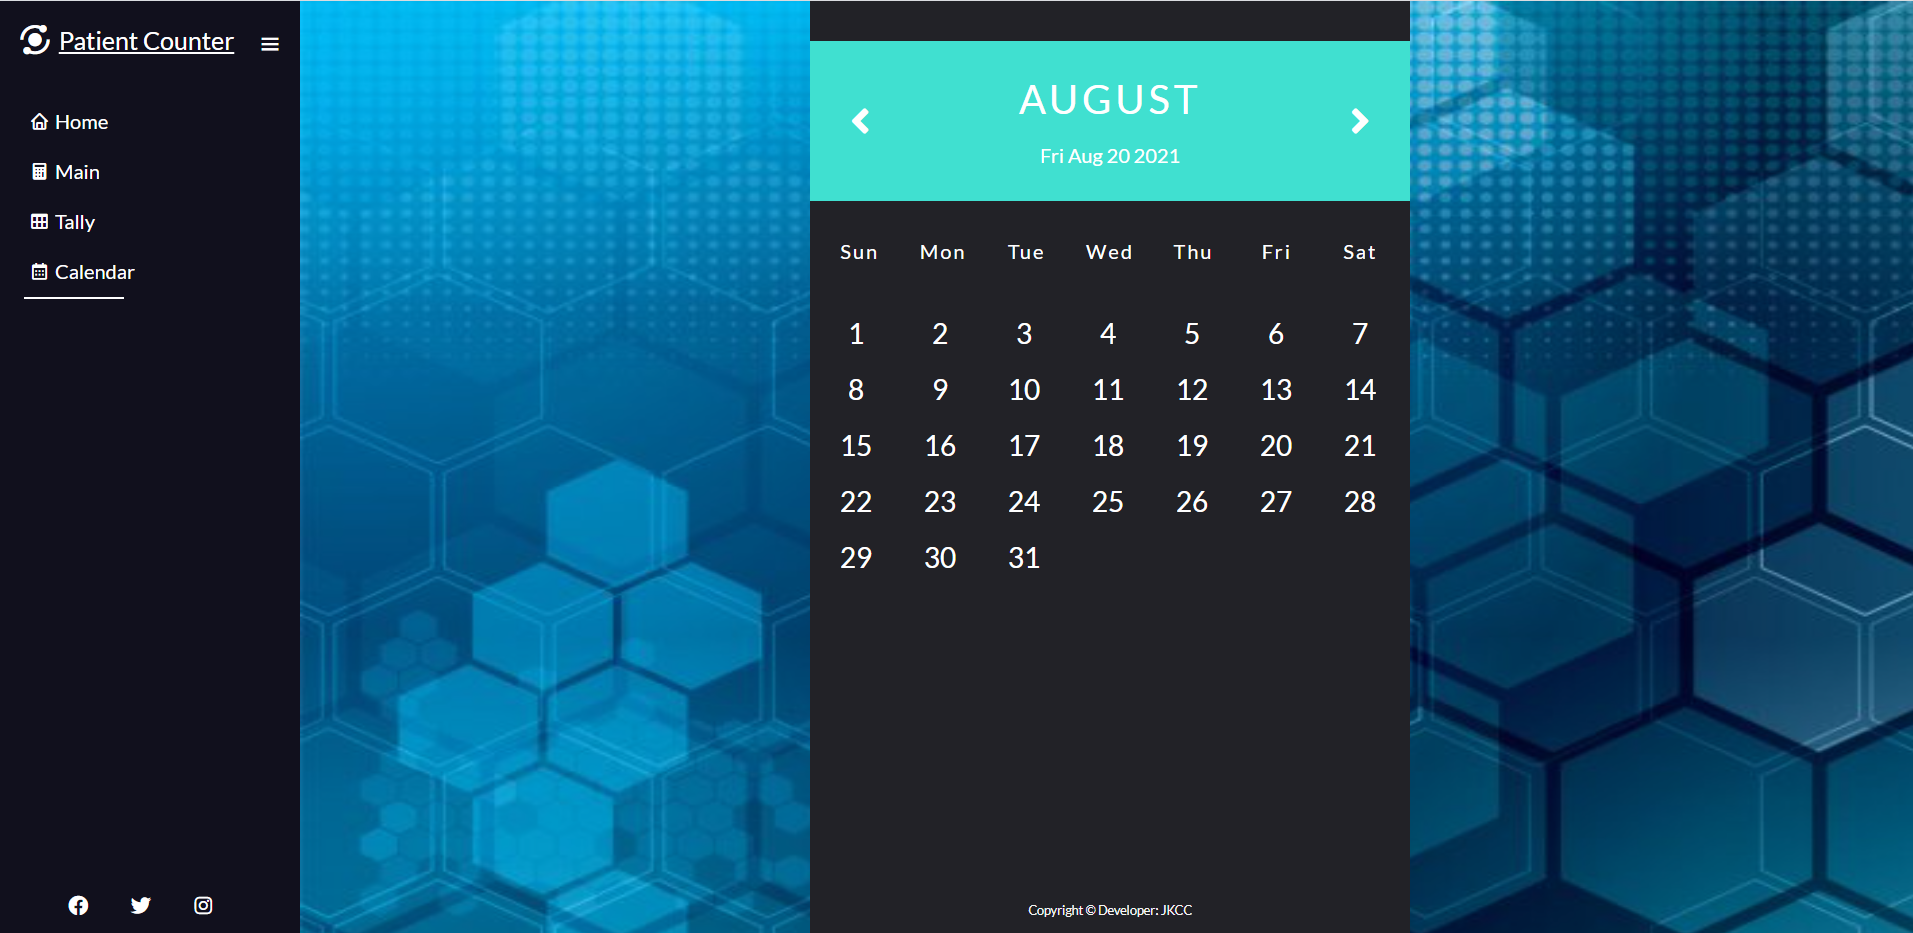 Patient Counter
Home
Main
Tally
Calendar
AUGUST
Fri Aug 20 2021
Sun Mon Tue Wed Thu Fri Sat
1 2 3 4 5 6 7
8 9 10 11 12 13 14
15 16 17 18 19 20 21
22 23 24 25 26 27 28
29 30 31
Copyright © Developer: JKCC